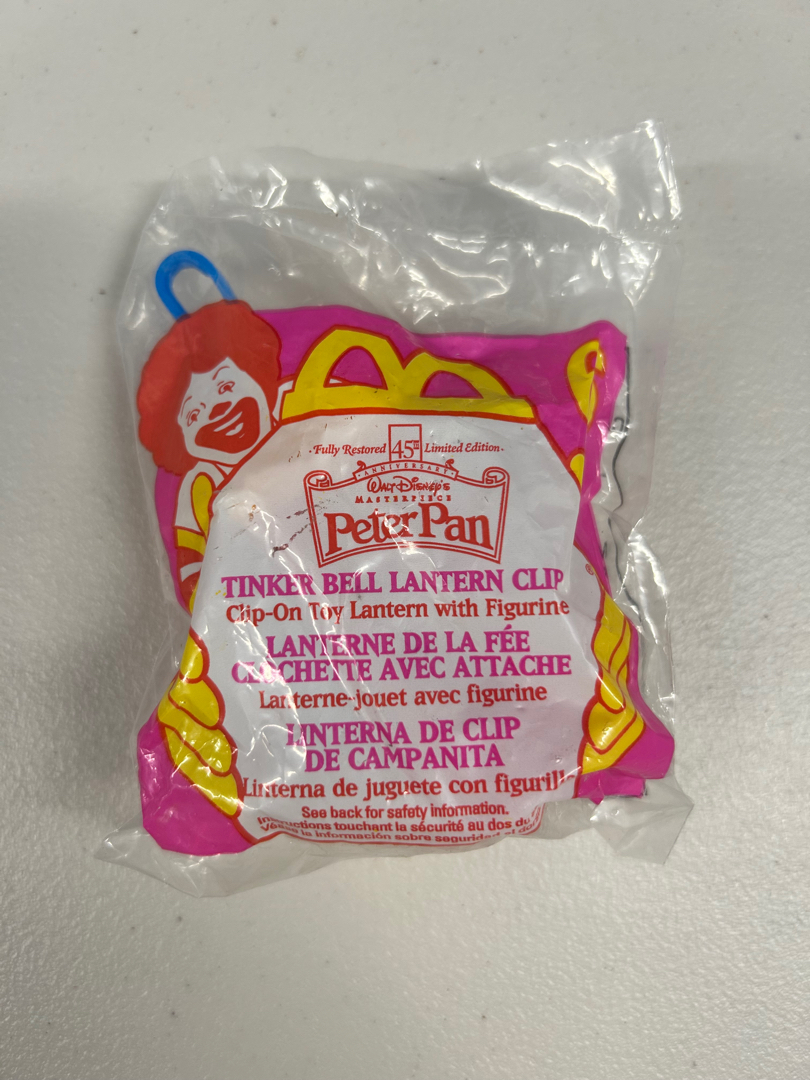 Fully Restored 45th Limited Edition
ANNIVERSARY
WALT DISNEY'S
MASTERPIECE
Peter Pan
TINKER BELL LANTERN CLIP
Clip-On Toy Lantern with Figurine
LANTERNE DE LA FÉE
CLOCHETTE AVEC ATTACHE
Lanterne-jouet avec figurine
LINTERNA DE CLIP
DE CAMPANITA
Linterna de juguete con figurilla
See back for safety information.
Instructions touchant la sécurité au dos du
Véase la información sobre seguridad al